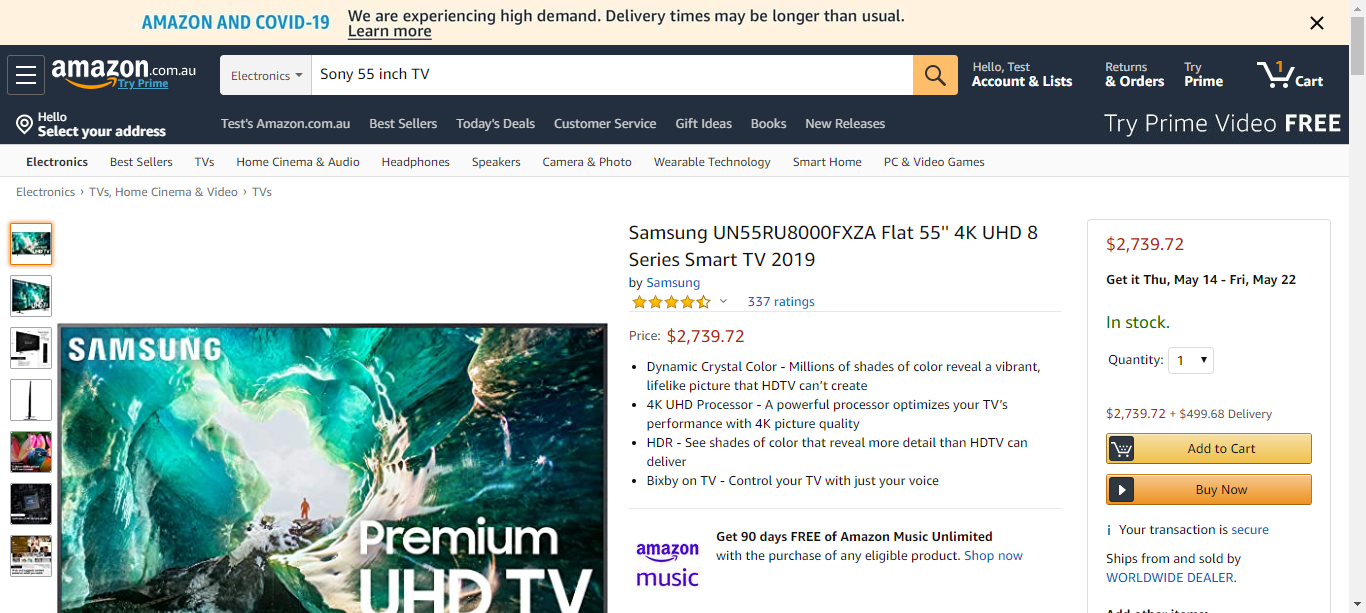 AMAZON AND COVID-19
We are experiencing high demand. Delivery times may be longer than usual.
Learn more
amazon.com.au
Try Prime
Electronics
Sony 55 inch TV
Hello, Test
Account & Lists
Returns
& Orders
Try
Prime
1
Cart
Hello
Select your address
Test's Amazon.com.au Best Sellers Today's Deals Customer Service Gift Ideas Books New Releases
Try Prime Video FREE
Electronics Best Sellers TVs Home Cinema & Audio Headphones Speakers Camera & Photo Wearable Technology Smart Home PC & Video Games
Electronics › TVs, Home Cinema & Video › TVs
SAMSUNG
Premium
UHD TV
Samsung UN55RU8000FXZA Flat 55'' 4K UHD 8
Series Smart TV 2019
by Samsung
337 ratings
Price: $2,739.72
• Dynamic Crystal Color - Millions of shades of color reveal a vibrant,
lifelike picture that HDTV can’t create
• 4K UHD Processor - A powerful processor optimizes your TV’s
performance with 4K picture quality
• HDR - See shades of color that reveal more detail than HDTV can
deliver
• Bixby on TV - Control your TV with just your voice
amazon
music
Get 90 days FREE of Amazon Music Unlimited
with the purchase of any eligible product. Shop now
$2,739.72
Get it Thu, May 14 - Fri, May 22
In stock.
Quantity: 1
$2,739.72 + $499.68 Delivery
Add to Cart
Buy Now
i Your transaction is secure
Ships from and sold by
WORLDWIDE DEALER.
Add other items: